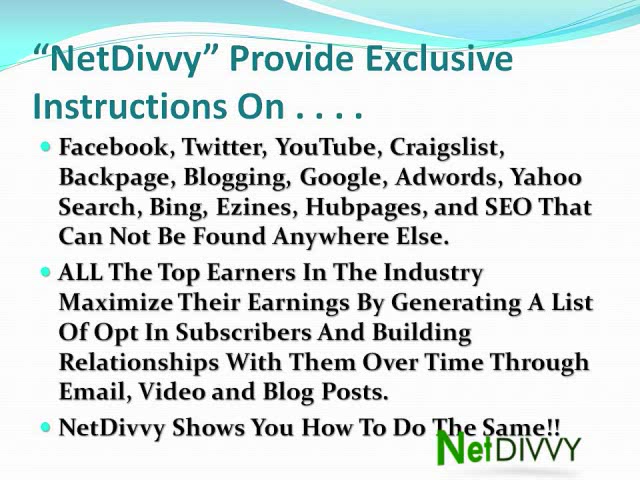 “NetDivvy” Provide Exclusive
Instructions On . . . .
• Facebook, Twitter, YouTube, Craigslist,
Backpage, Blogging, Google, Adwords, Yahoo
Search, Bing, Ezines, Hubpages, and SEO That
Can Not Be Found Anywhere Else.
• ALL The Top Earners In The Industry
Maximize Their Earnings By Generating A List
Of Opt In Subscribers And Building
Relationships With Them Over Time Through
Email, Video and Blog Posts.
• NetDivvy Shows You How To Do The Same!!
NetDIVVY